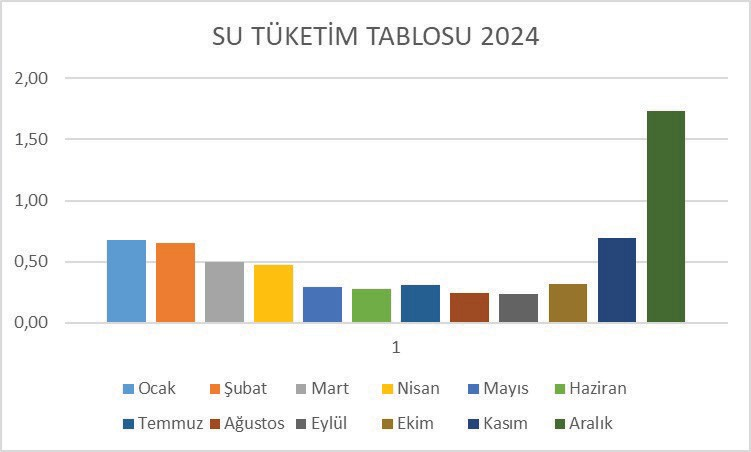 SU TÜKETİM TABLOSU 2024
2,00
1,50
1,00
0,50
0,00
1
Ocak Şubat Mart Nisan Mayıs Haziran
Temmuz Ağustos Eylül Ekim Kasım Aralık